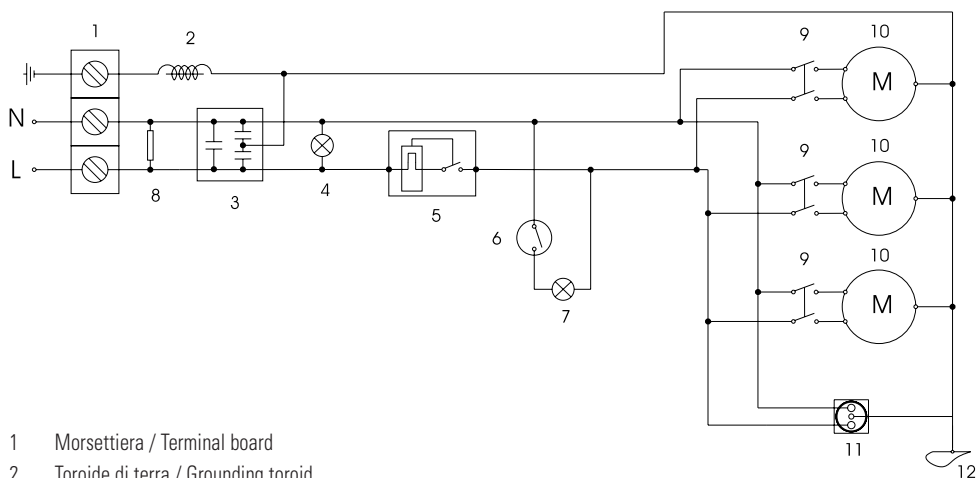 1
2
9
10
M
N
L
8
3
4
5
6
7
9
10
M
9
10
M
11
12
1 Morsettiera / Terminal board
2 Toroide di terra / Grounding toroid